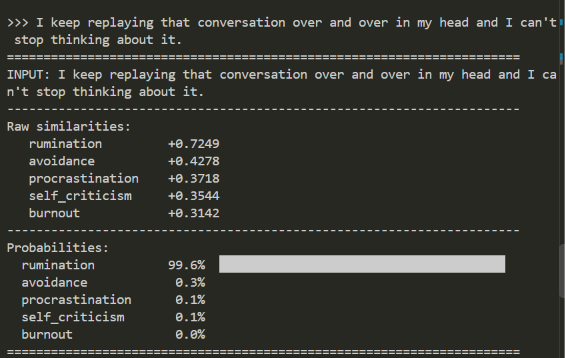 >>> I keep replaying that conversation over and over in my head and I can't
 stop thinking about it.
======================================================================
INPUT: I keep replaying that conversation over and over in my head and I ca
n't stop thinking about it.
----------------------------------------------------------------------
Raw similarities:
   rumination          +0.7249
   avoidance           +0.4278
   procrastination     +0.3718
   self_criticism      +0.3544
   burnout             +0.3142
----------------------------------------------------------------------
Probabilities:
  rumination           99.6%
  avoidance             0.3%
  procrastination       0.1%
  self_criticism        0.1%
  burnout               0.0%
======================================================================